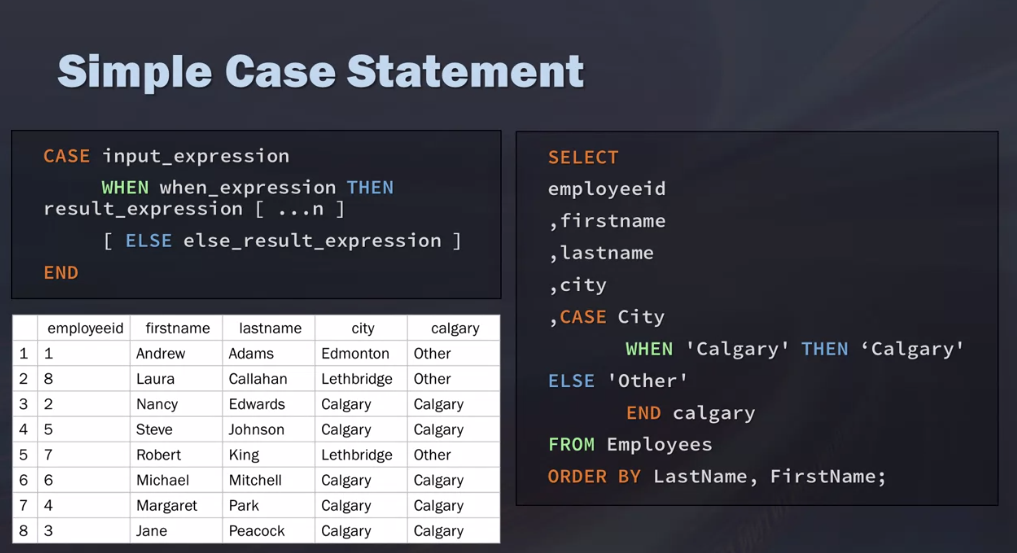 Simple Case Statement
CASE input_expression
WHEN when_expression THEN
result_expression [ ...n ]
[ ELSE else_result_expression ]
END
employeeid firstname lastname city calgary
1 1 Andrew Adams Edmonton Other
2 8 Laura Callahan Lethbridge Other
3 2 Nancy Edwards Calgary Calgary
4 5 Steve Johnson Calgary Calgary
5 7 Robert King Lethbridge Other
6 6 Michael Mitchell Calgary Calgary
7 4 Margaret Park Calgary Calgary
8 3 Jane Peacock Calgary Calgary
SELECT
employeeid
,firstname
,lastname
,city
,CASE City
WHEN 'Calgary' THEN ‘Calgary'
ELSE 'Other'
END calgary
FROM Employees
ORDER BY LastName, FirstName;